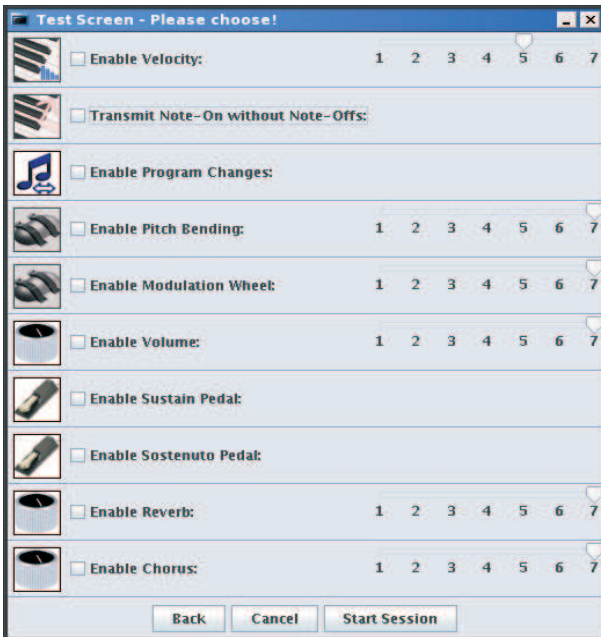 Test Screen - Please choose!
Enable Velocity: 1 2 3 4 5 6 7
Transmit Note-On without Note-Offs:
Enable Program Changes:
Enable Pitch Bending: 1 2 3 4 5 6 7
Enable Modulation Wheel: 1 2 3 4 5 6 7
Enable Volume: 1 2 3 4 5 6 7
Enable Sustain Pedal:
Enable Sostenuto Pedal:
Enable Reverb: 1 2 3 4 5 6 7
Enable Chorus: 1 2 3 4 5 6 7
Back Cancel Start Session